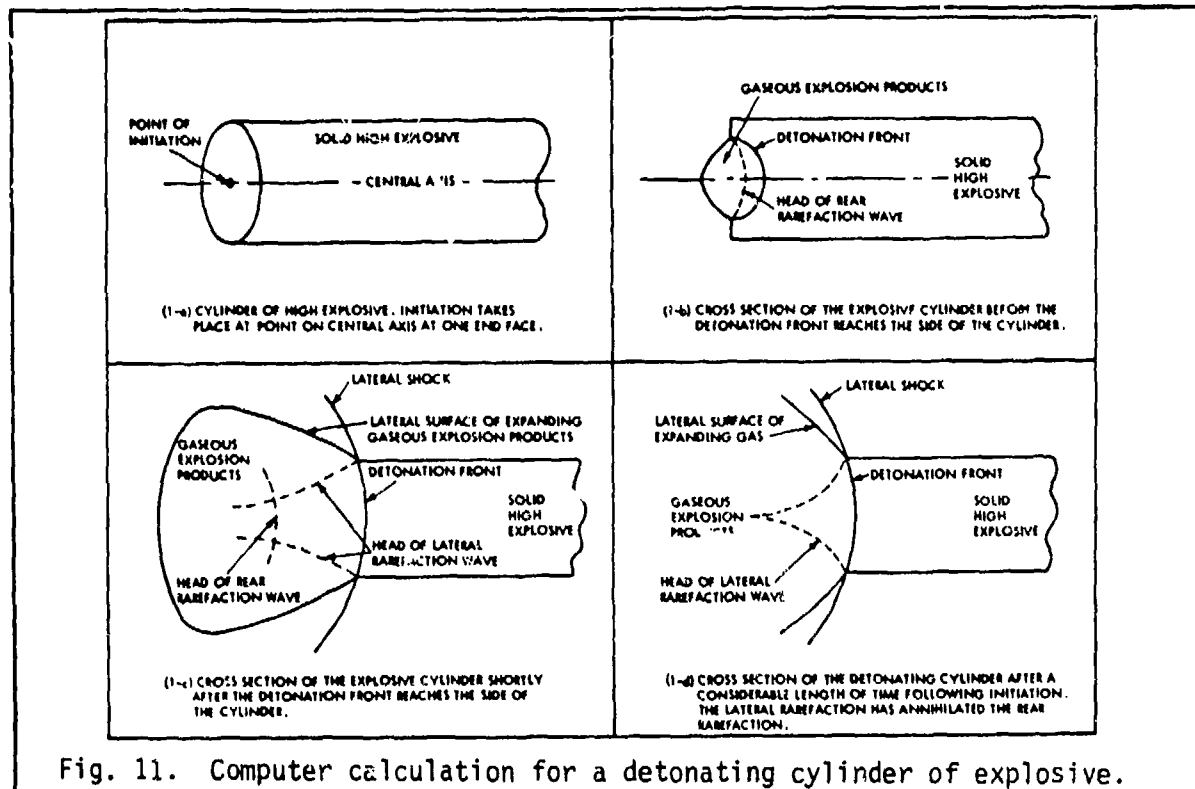 POINT OF
INITIATION
SOLID HIGH EXPLOSIVE
CENTRAL A'IS
(1-a) CYLINDER OF HIGH EXPLOSIVE. INITIATION TAKES
PLACE AT POINT ON CENTRAL AXIS AT ONE END FACE.
GASEOUS EXPLOSION PRODUCTS
DETONATION FRONT
SOLID
HIGH
EXPLOSIVE
HEAD OF REAR
RAREFACTION WAVE
(1-b) CROSS SECTION OF THE EXPLOSIVE CYLINDER BEFORE THE
DETONATION FRONT REACHES THE SIDE OF THE CYLINDER.
LATERAL SHOCK
LATERAL SURFACE OF EXPANDING
GASEOUS EXPLOSION PRODUCTS
GASEOUS
EXPLOSION
PRODUCTS
DETONATION FRONT
SOLID
HIGH
EXPLOSIVE
HEAD OF LATERAL
RAREFACTION WAVE
HEAD OF REAR
RAREFACTION WAVE
(1-c) CROSS SECTION OF THE EXPLOSIVE CYLINDER SHORTLY
AFTER THE DETONATION FRONT REACHES THE SIDE OF
THE CYLINDER.
LATERAL SHOCK
LATERAL SURFACE OF
EXPANDING GAS
DETONATION FRONT
GASEOUS
EXPLOSION
SOLID
HIGH
EXPLOSIVE
HEAD OF LATERAL
RAREFACTION WAVE
(1-d) CROSS SECTION OF THE DETONATING CYLINDER AFTER A
CONSIDERABLE LENGTH OF TIME FOLLOWING INITIATION.
THE LATERAL RAREFACTION HAS ANNIHILATED THE REAR
RAREFACTION.
Fig. 11. Computer calculation for a detonating cylinder of explosive.